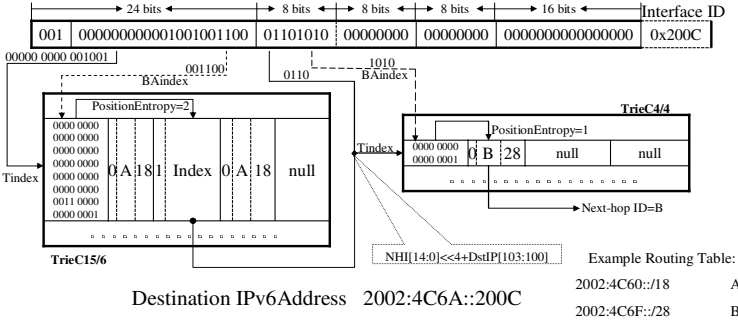 24 bits 8 bits 8 bits 8 bits 16 bits Interface ID
001 000000000001001001100 01101010 00000000 00000000 0000000000000000 0x200C
00000 0000 001001
001100
BAindex
0110
1010
BAindex
PositionEntropy=2
0000 0000
0000 0000
0000 0000
0000 0000
0000 0000
0000 0000
0011 0000
0000 0001
0 A 18 1 Index 0 A 18 null
Tindex
TrieC15/6
TrieC4/4
PositionEntropy=1
Tindex
0000 0000
0000 0001
0 B 28 null null
Next-hop ID=B
NHI[14:0]<<4+DstIP[103:100]
Example Routing Table:
2002:4C60::/18 A
2002:4C6F::/28 B
Destination IPv6Address 2002:4C6A::200C